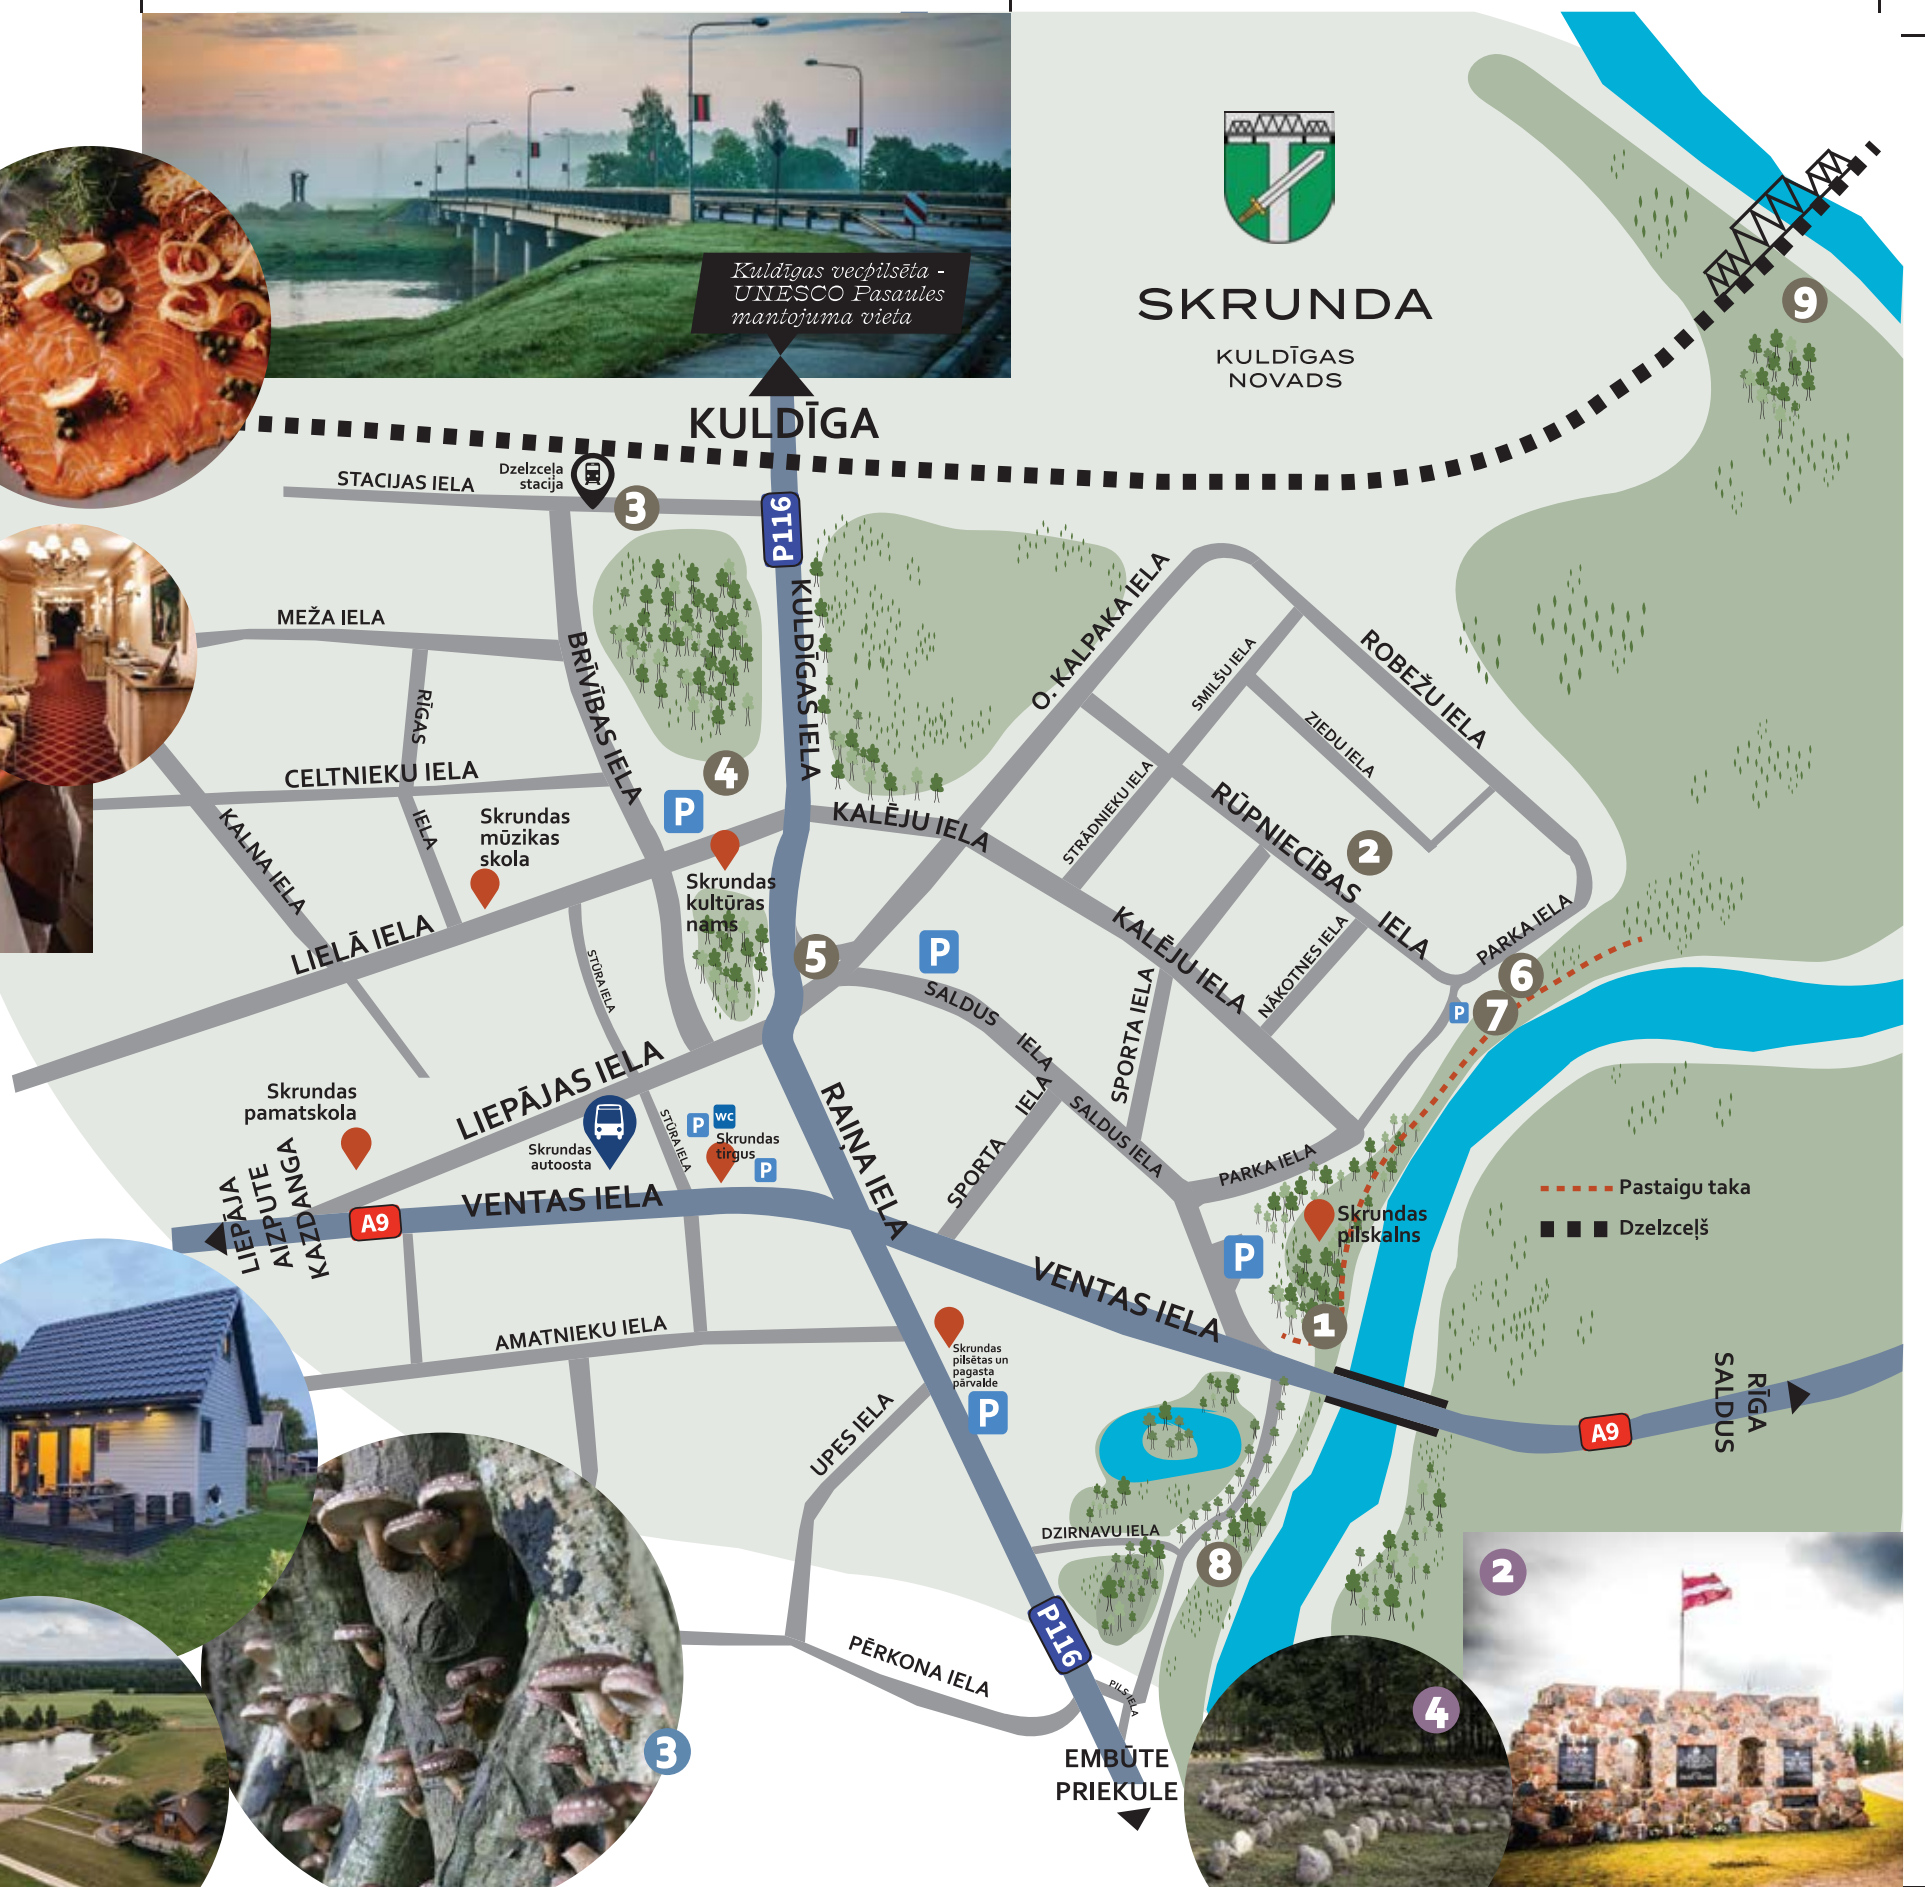 Kuldīgas vecpilsēta -
UNESCO Pasaules
mantojuma vieta
SKRUNDA
KULDĪGAS
NOVADS
9
KULDĪGA
STACIJAS IELA
Dzelzceļa
stacija
3
P116
MEŽA IELA
BRĪVĪBAS IELA
KULDĪGAS IELA
O. KALPAKA IELA
ROBEŽU IELA
SMILŠU IELA
ZIEDU IELA
RĪGAS
IELA
CELTNIEKU IELA
4
P
KALĒJU IELA
STRĀDNIEKU IELA
RŪPNIECĪBAS
IELA
2
KALNA IELA
Skrundas
mūzikas
skola
Skrundas
kultūras
nams
LIELĀ IELA
STŪRA IELA
5
P
SALDUS
IELA
KALĒJU IELA
NĀKOTNES IELA
PARKA IELA
6
7
P
SPORTA IELA
LIEPĀJAS IELA
Skrundas
pamatskola
Skrundas
autoosta
STŪRA IELA
P
WC
Skrundas
tirgus
P
RAIŅA IELA
SPORTA
IELA
SALDUS IELA
PARKA IELA
Skrundas
pilskalns
Pastaigu taka
Dzelzceļš
LIEPĀJA
AIZPUTE
KAZDANGA
A9
VENTAS IELA
VENTAS IELA
P
1
AMATNIEKU IELA
Skrundas
pilsētas un
pagasta
pārvalde
P
UPES IELA
RĪGA
SALDUS
A9
DZIRNAVU IELA
8
P116
PĒRKONA IELA
PILS IELA
EMBŪTE
PRIEKULE
2
4
3